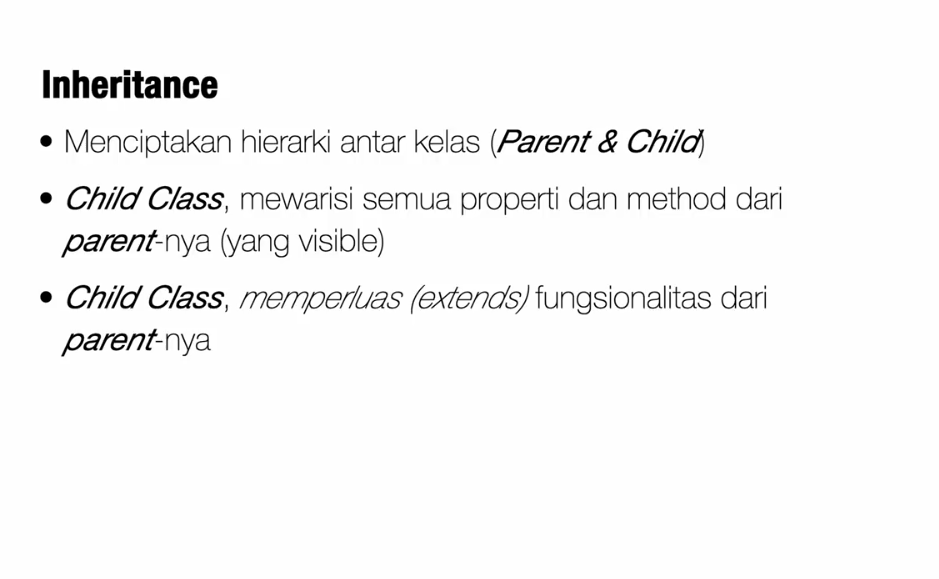 Inheritance
• Menciptakan hierarki antar kelas (Parent & Child)
• Child Class, mewarisi semua properti dan method dari
parent-nya (yang visible)
• Child Class, memperluas (extends) fungsionalitas dari
parent-nya